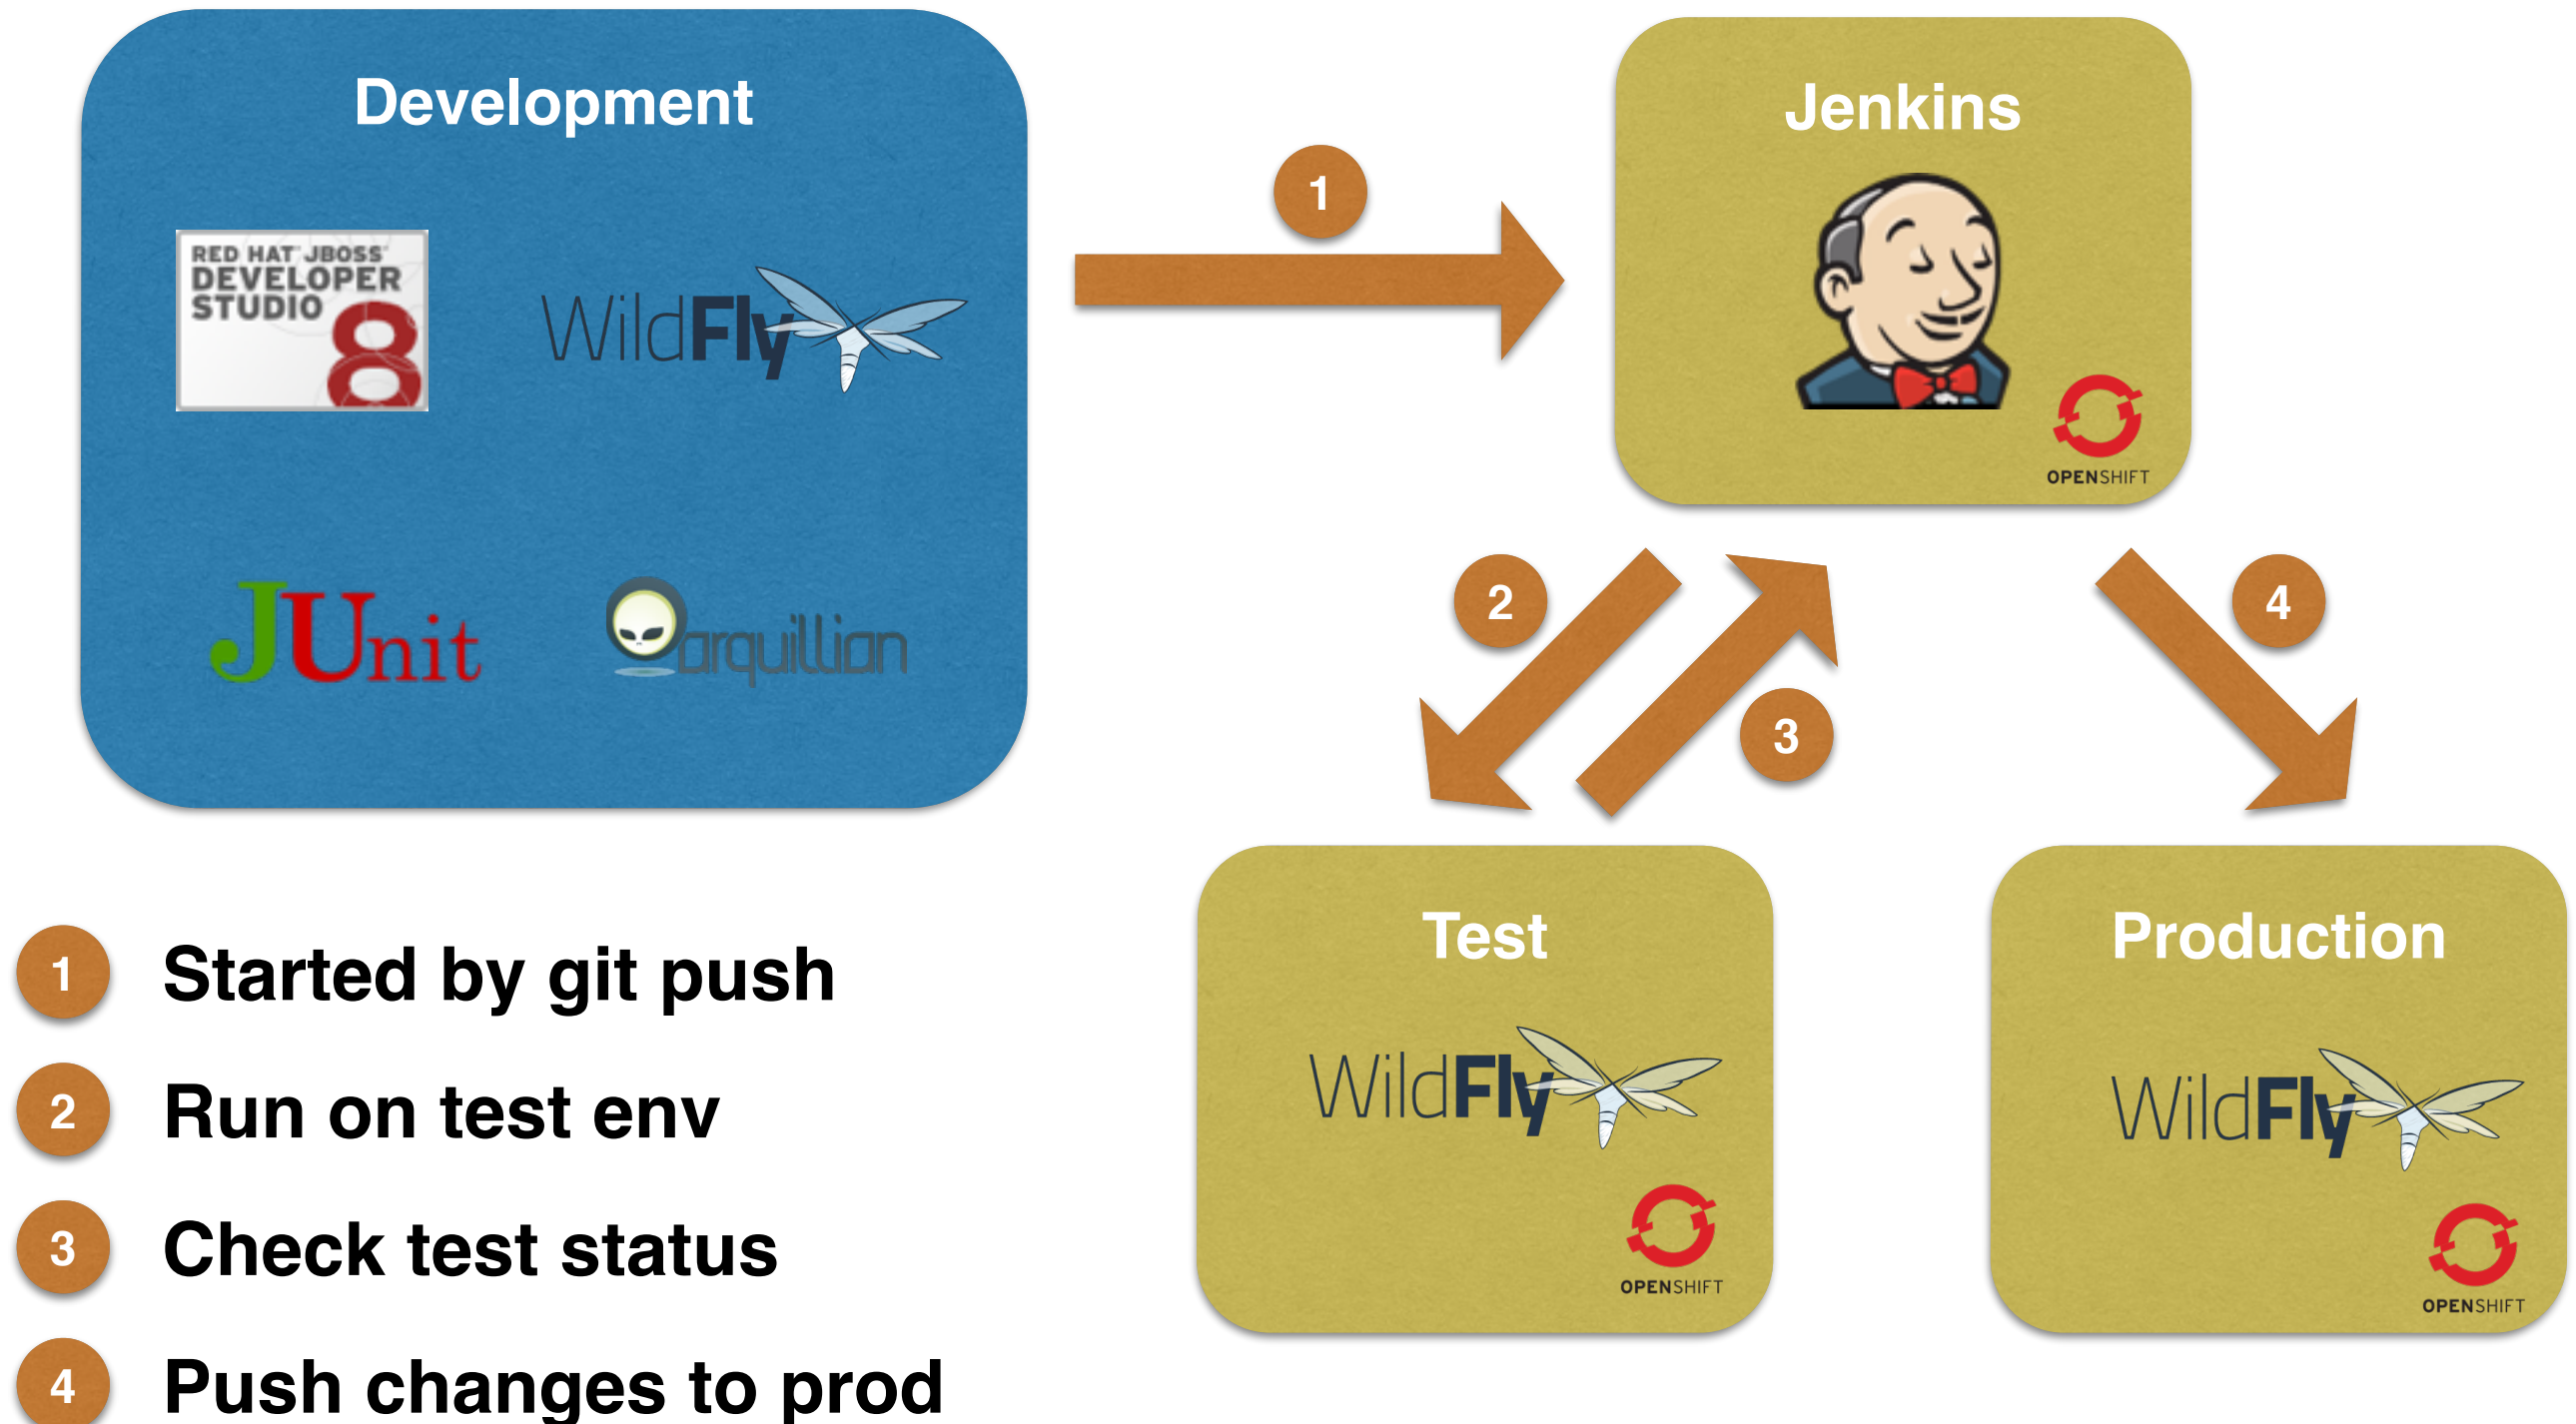 Development
RED HAT JBOSS
DEVELOPER
STUDIO
8
WildFly
JUnit
arquillian
1
Jenkins
OPENSHIFT
2
3
4
Test
WildFly
OPENSHIFT
Production
WildFly
OPENSHIFT
1 Started by git push
2 Run on test env
3 Check test status
4 Push changes to prod